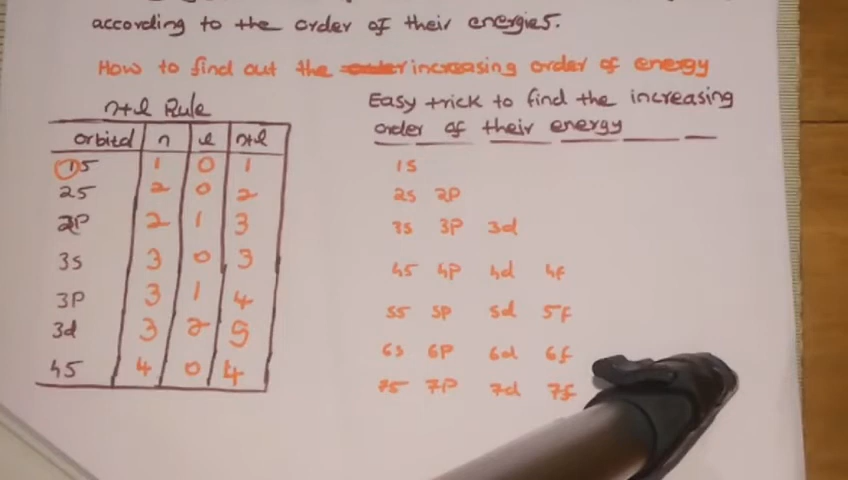 according to the order of their energies.
How to find out the increasing order of energy
n+l Rule
orbital n l n+l
1s 1 0 1
2s 2 0 2
2p 2 1 3
3s 3 0 3
3p 3 1 4
3d 3 2 5
4s 4 0 4
Easy trick to find the increasing
order of their energy
1s
2s 2p
3s 3p 3d
4s 4p 4d 4f
5s 5p 5d 5f
6s 6p 6d 6f
7s 7p 7d 7f